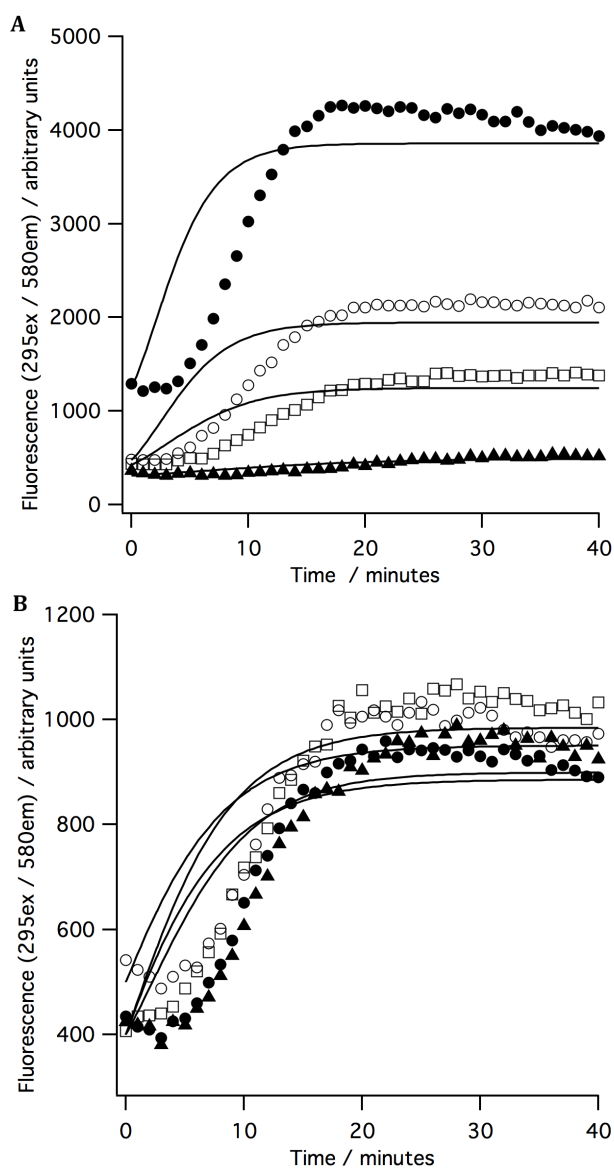 A
5000
4000
3000
2000
1000
0
Fluorescence (295ex / 580em) / arbitrary units
0 10 20 30 40
Time / minutes
B
1200
1000
800
600
400
Fluorescence (295ex / 580em) / arbitrary units
0 10 20 30 40
Time / minutes